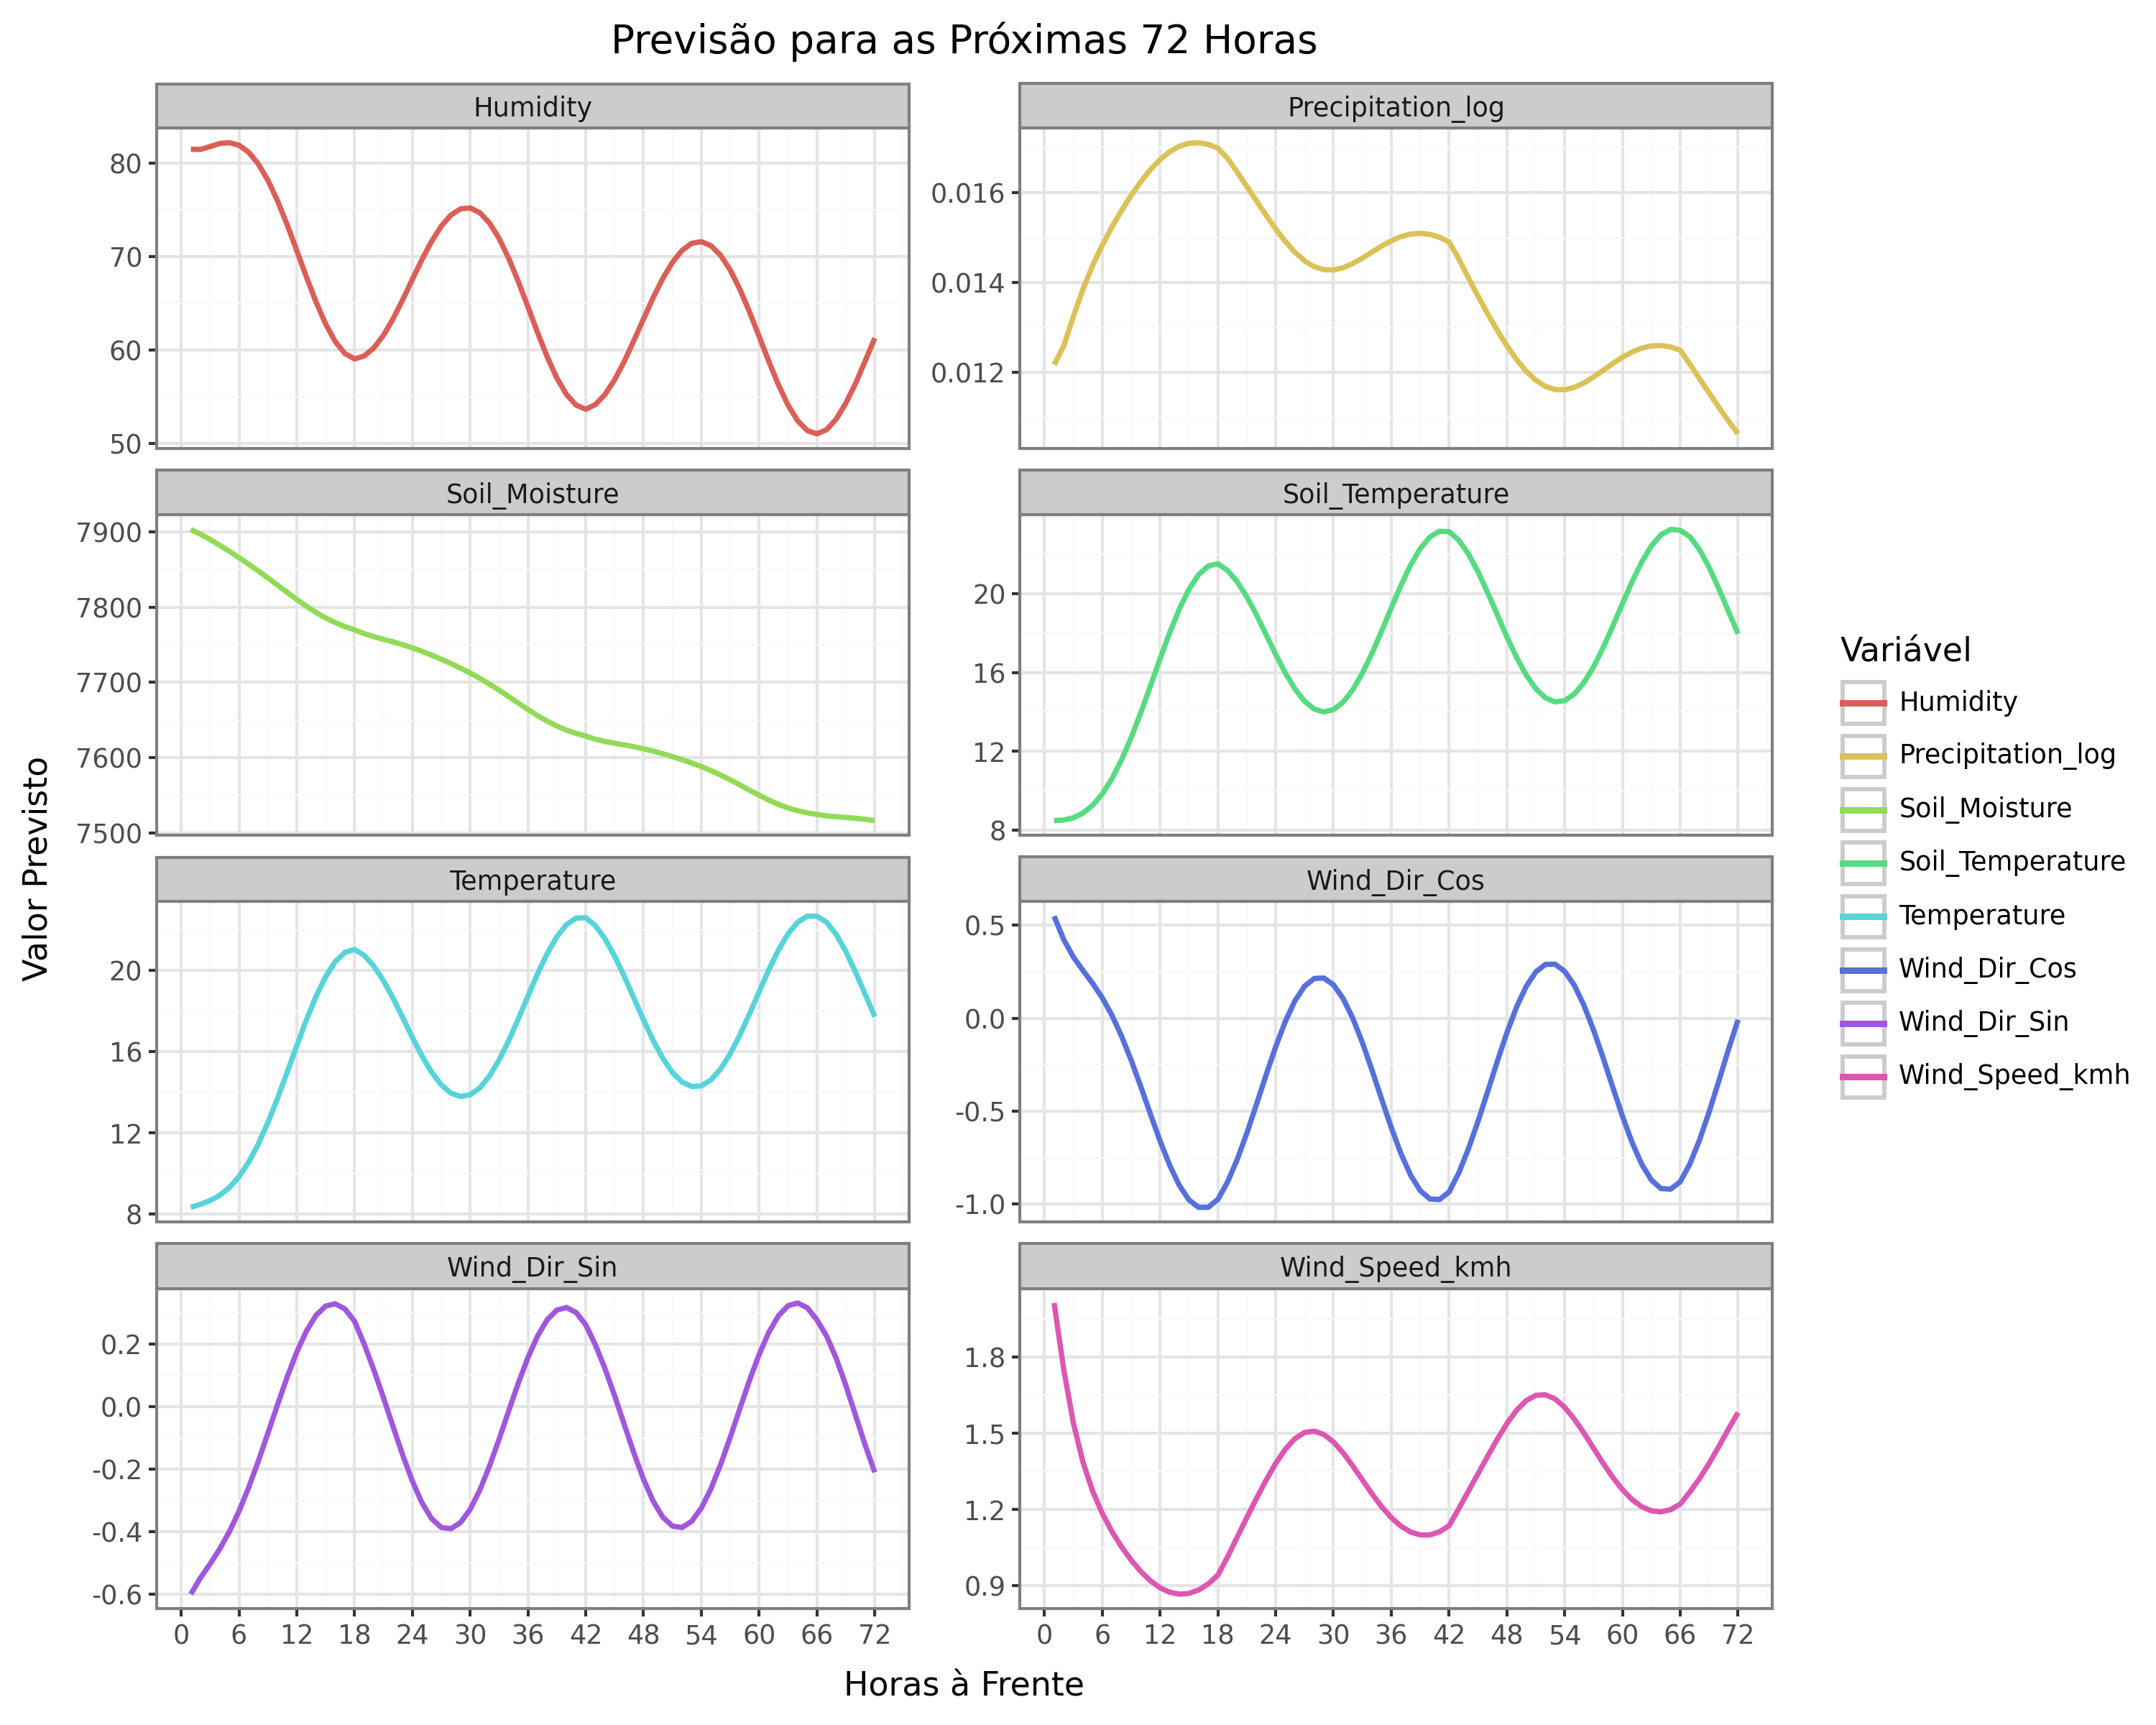 Previsão para as Próximas 72 Horas
Humidity
Precipitation_log
80
70
60
50
0.016
0.014
0.012
Soil_Moisture
Soil_Temperature
7900
7800
7700
7600
7500
20
16
12
8
Temperature
Wind_Dir_Cos
20
16
12
8
0.5
0.0
-0.5
-1.0
Wind_Dir_Sin
Wind_Speed_kmh
0.2
0.0
-0.2
-0.4
-0.6
1.8
1.5
1.2
0.9
0 6 12 18 24 30 36 42 48 54 60 66 72
0 6 12 18 24 30 36 42 48 54 60 66 72
Horas à Frente
Valor Previsto
Variável
Humidity
Precipitation_log
Soil_Moisture
Soil_Temperature
Temperature
Wind_Dir_Cos
Wind_Dir_Sin
Wind_Speed_kmh